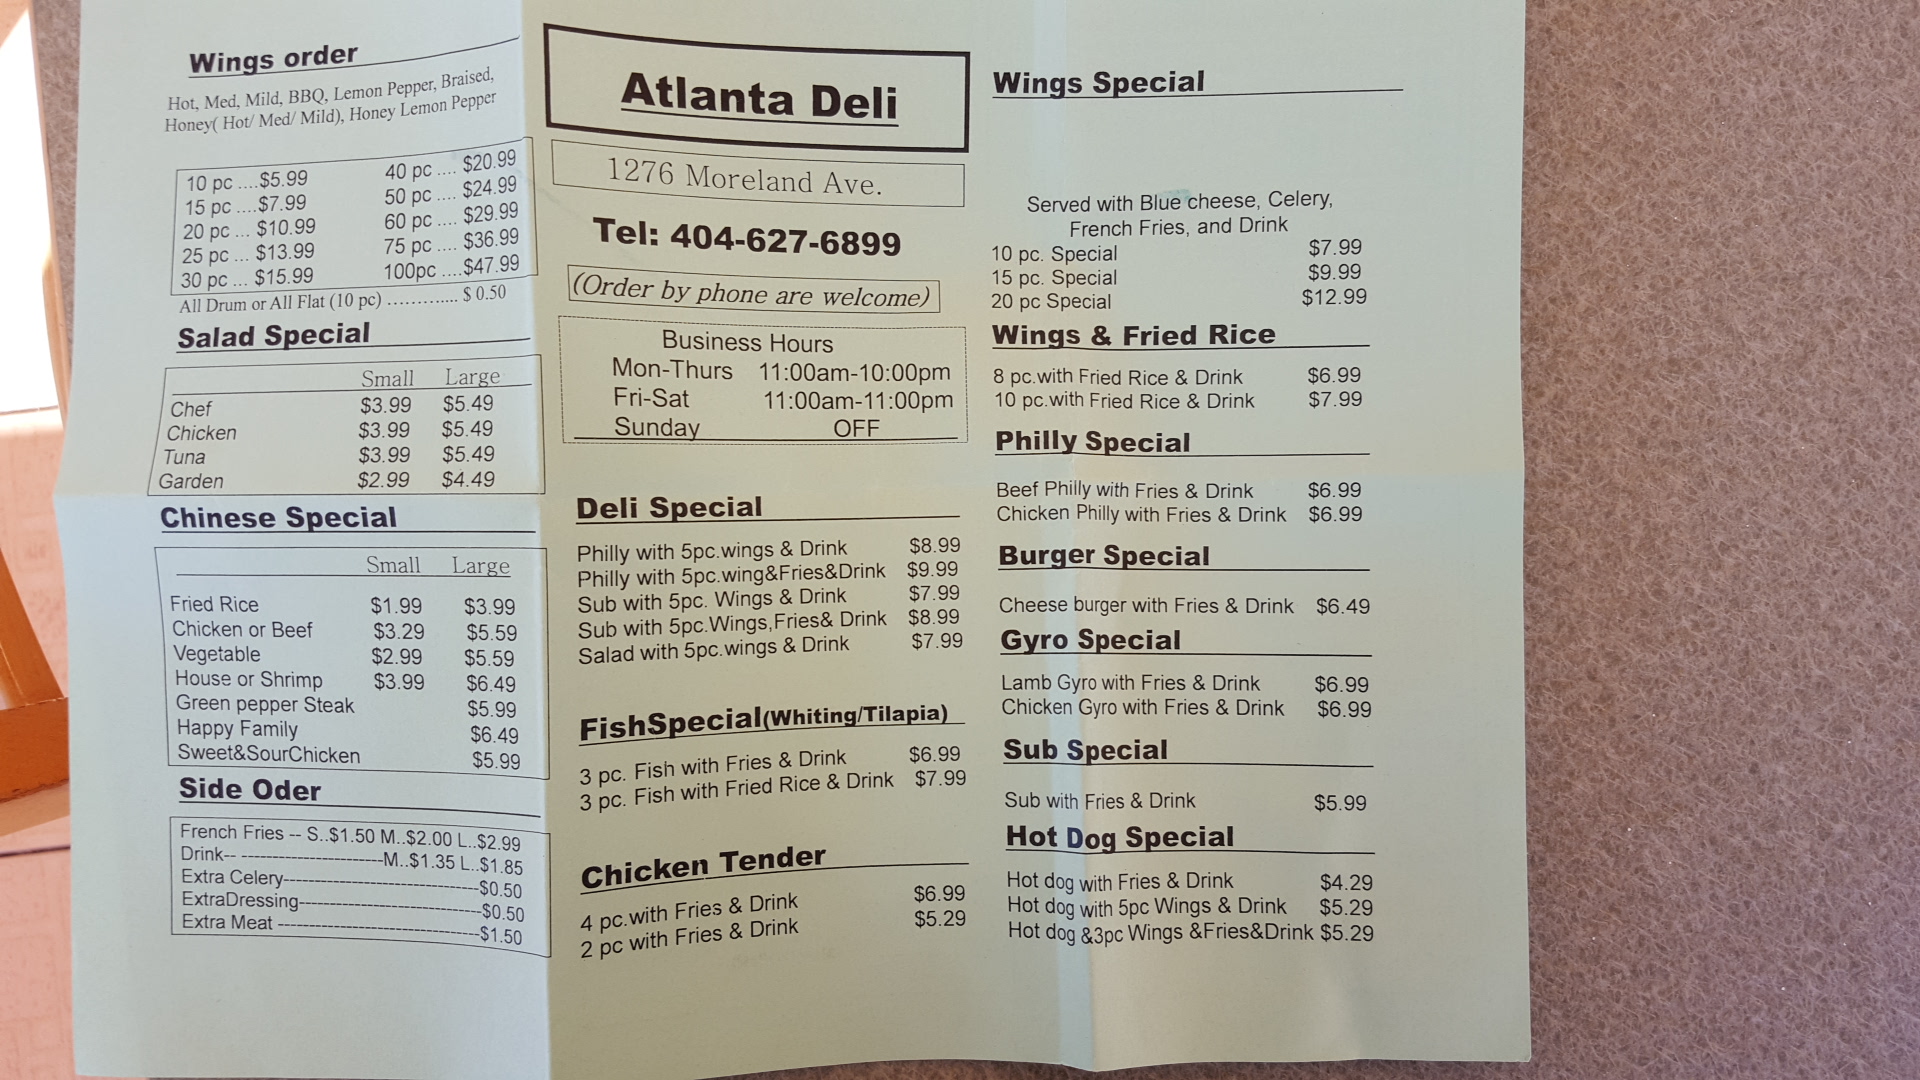 Wings order
Hot, Med, Mild, BBQ, Lemon Pepper, Braised,
Honey( Hot/ Med/ Mild), Honey Lemon Pepper
10 pc ....$5.99 40 pc .... $20.99
15 pc ....$7.99 50 pc .... $24.99
20 pc ... $10.99 60 pc .... $29.99
25 pc ... $13.99 75 pc .... $36.99
30 pc ... $15.99 100pc ....$47.99
All Drum or All Flat (10 pc) ............. $ 0.50
Salad Special
Small Large
Chef $3.99 $5.49
Chicken $3.99 $5.49
Tuna $3.99 $5.49
Garden $2.99 $4.49
Chinese Special
Small Large
Fried Rice $1.99 $3.99
Chicken or Beef $3.29 $5.59
Vegetable $2.99 $5.59
House or Shrimp $3.99 $6.49
Green pepper Steak $5.99
Happy Family $6.49
Sweet&SourChicken $5.99
Side Oder
French Fries -- S..$1.50 M..$2.00 L..$2.99
Drink-- -----------------------M..$1.35 L..$1.85
Extra Celery--------------------------------$0.50
ExtraDressing------------------------------$0.50
Extra Meat ---------------------------------$1.50
Atlanta Deli
1276 Moreland Ave.
Tel: 404-627-6899
(Order by phone are welcome)
Business Hours
Mon-Thurs 11:00am-10:00pm
Fri-Sat 11:00am-11:00pm
Sunday OFF
Deli Special
Philly with 5pc.wings & Drink $8.99
Philly with 5pc.wing&Fries&Drink $9.99
Sub with 5pc. Wings & Drink $7.99
Sub with 5pc.Wings,Fries& Drink $8.99
Salad with 5pc.wings & Drink $7.99
FishSpecial(Whiting/Tilapia)
3 pc. Fish with Fries & Drink $6.99
3 pc. Fish with Fried Rice & Drink $7.99
Chicken Tender
4 pc.with Fries & Drink $6.99
2 pc with Fries & Drink $5.29
Wings Special
Served with Blue cheese, Celery,
French Fries, and Drink
10 pc. Special $7.99
15 pc. Special $9.99
20 pc Special $12.99
Wings & Fried Rice
8 pc.with Fried Rice & Drink $6.99
10 pc.with Fried Rice & Drink $7.99
Philly Special
Beef Philly with Fries & Drink $6.99
Chicken Philly with Fries & Drink $6.99
Burger Special
Cheese burger with Fries & Drink $6.49
Gyro Special
Lamb Gyro with Fries & Drink $6.99
Chicken Gyro with Fries & Drink $6.99
Sub Special
Sub with Fries & Drink $5.99
Hot Dog Special
Hot dog with Fries & Drink $4.29
Hot dog with 5pc Wings & Drink $5.29
Hot dog &3pc Wings &Fries&Drink $5.29